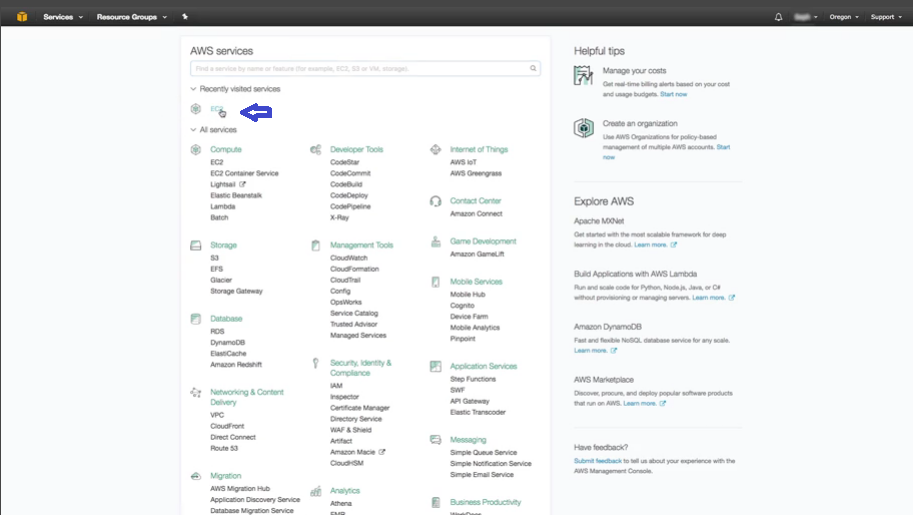 Services
Resource Groups
Oregon
Support
AWS services
Find a service by name or feature (for example, EC2, S3 or VM, storage).
Recently visited services
EC2
All services
Compute
EC2
EC2 Container Service
Lightsail
Elastic Beanstalk
Lambda
Batch
Storage
S3
EFS
Glacier
Storage Gateway
Database
RDS
DynamoDB
ElastiCache
Amazon Redshift
Networking & Content
Delivery
VPC
CloudFront
Direct Connect
Route 53
Migration
AWS Migration Hub
Application Discovery Service
Database Migration Service
Developer Tools
CodeStar
CodeCommit
CodeBuild
CodeDeploy
CodePipeline
X-Ray
Management Tools
CloudWatch
CloudFormation
CloudTrail
Config
OpsWorks
Service Catalog
Trusted Advisor
Managed Services
Security, Identity &
Compliance
IAM
Inspector
Certificate Manager
Directory Service
WAF & Shield
Artifact
Amazon Macie
CloudHSM
Analytics
Athena
EMR
Internet of Things
AWS IoT
AWS Greengrass
Contact Center
Amazon Connect
Game Development
Amazon GameLift
Mobile Services
Mobile Hub
Cognito
Device Farm
Mobile Analytics
Pinpoint
Application Services
Step Functions
SWF
API Gateway
Elastic Transcoder
Messaging
Simple Queue Service
Simple Notification Service
Simple Email Service
Business Productivity
WorkDocs
Helpful tips
Manage your costs
Get real-time billing alerts based on your cost
and usage budgets. Start now
Create an organization
Use AWS Organizations for policy-based
management of multiple AWS accounts. Start
now
Explore AWS
Apache MXNet
Get started with the most scalable framework for deep
learning in the cloud. Learn more.
Build Applications with AWS Lambda
Run and scale code for Python, Node.js, Java, or C#
without provisioning or managing servers. Learn more.
Amazon DynamoDB
Fast and flexible NoSQL database service for any scale.
Learn more.
AWS Marketplace
Discover, procure, and deploy popular software products
that run on AWS. Learn more.
Have feedback?
Submit feedback to tell us about your experience with the
AWS Management Console.